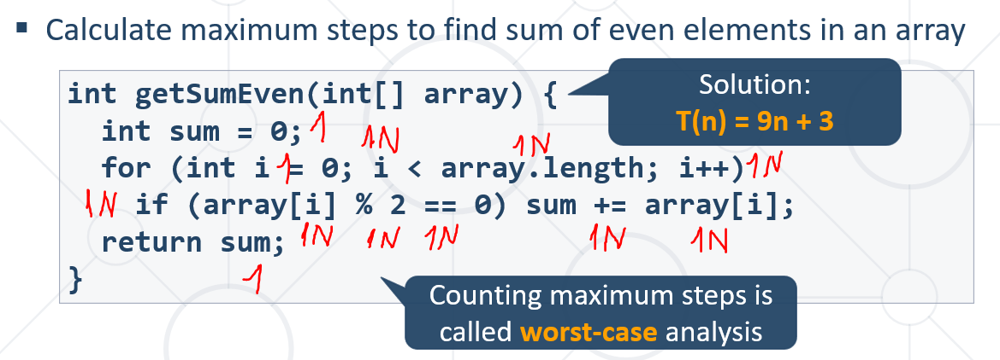 ▪ Calculate maximum steps to find sum of even elements in an array
int getSumEven(int[] array) {
Solution:
T(n) = 9n + 3
int sum = 0; 1
1N 1N
for (int i = 0; i < array.length; i++) 1N
1
1N if (array[i] % 2 == 0) sum += array[i];
return sum; 1N 1N 1N 1N 1N
} 1
Counting maximum steps is
called worst-case analysis